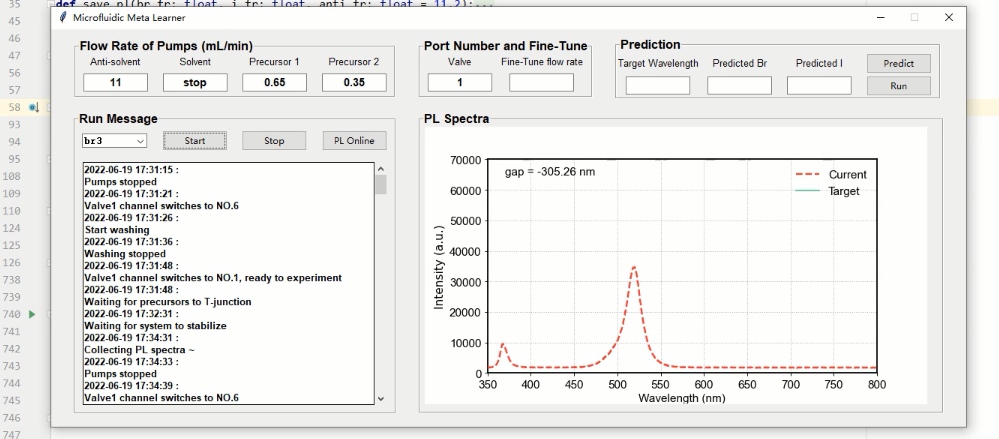 35 def save_pl(br_fr: float, i_fr: float, anti_fr: float = 11.2):...
Microfluidic Meta Learner
Flow Rate of Pumps (mL/min)
Anti-solvent Solvent Precursor 1 Precursor 2
11 stop 0.65 0.35
Port Number and Fine-Tune
Valve Fine-Tune flow rate
1
Prediction
Target Wavelength Predicted Br Predicted I Predict
Run
Run Message
br3 Start Stop PL Online
2022-06-19 17:31:15 :
Pumps stopped
2022-06-19 17:31:21 :
Valve1 channel switches to NO.6
2022-06-19 17:31:26 :
Start washing
2022-06-19 17:31:36 :
Washing stopped
2022-06-19 17:31:48 :
Valve1 channel switches to NO.1, ready to experiment
2022-06-19 17:31:48 :
Waiting for precursors to T-junction
2022-06-19 17:32:31 :
Waiting for system to stabilize
2022-06-19 17:34:31 :
Collecting PL spectra ~
2022-06-19 17:34:33 :
Pumps stopped
2022-06-19 17:34:39 :
Valve1 channel switches to NO.6
PL Spectra
gap = -305.26 nm
Current
Target
Intensity (a.u.)
70000
60000
50000
40000
30000
20000
10000
0
350 400 450 500 550 600 650 700 750 800
Wavelength (nm)
45
46
47
56
57
58
93
94
95
108
109
110
124
125
126
738
739
740
741
742
743
744
745
746
747